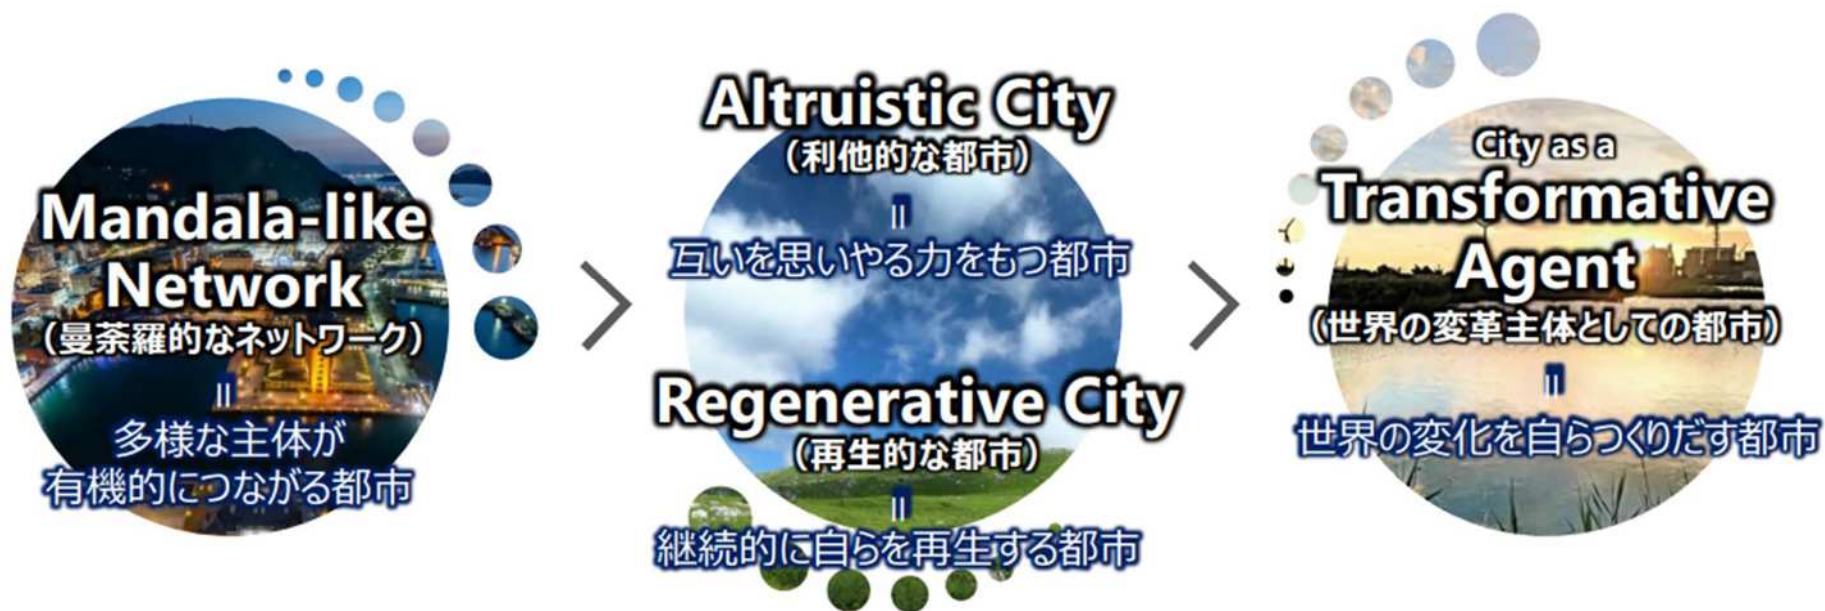 Mandala-like
Network
(曼荼羅的なネットワーク)
=
多様な主体が
有機的につながる都市
Altruistic City
(利他的な都市)
=
互いを思いやる力をもつ都市
Regenerative City
(再生的な都市)
=
継続的に自らを再生する都市
City as a
Transformative
Agent
(世界の変革主体としての都市)
=
世界の変化を自らつくりだす都市